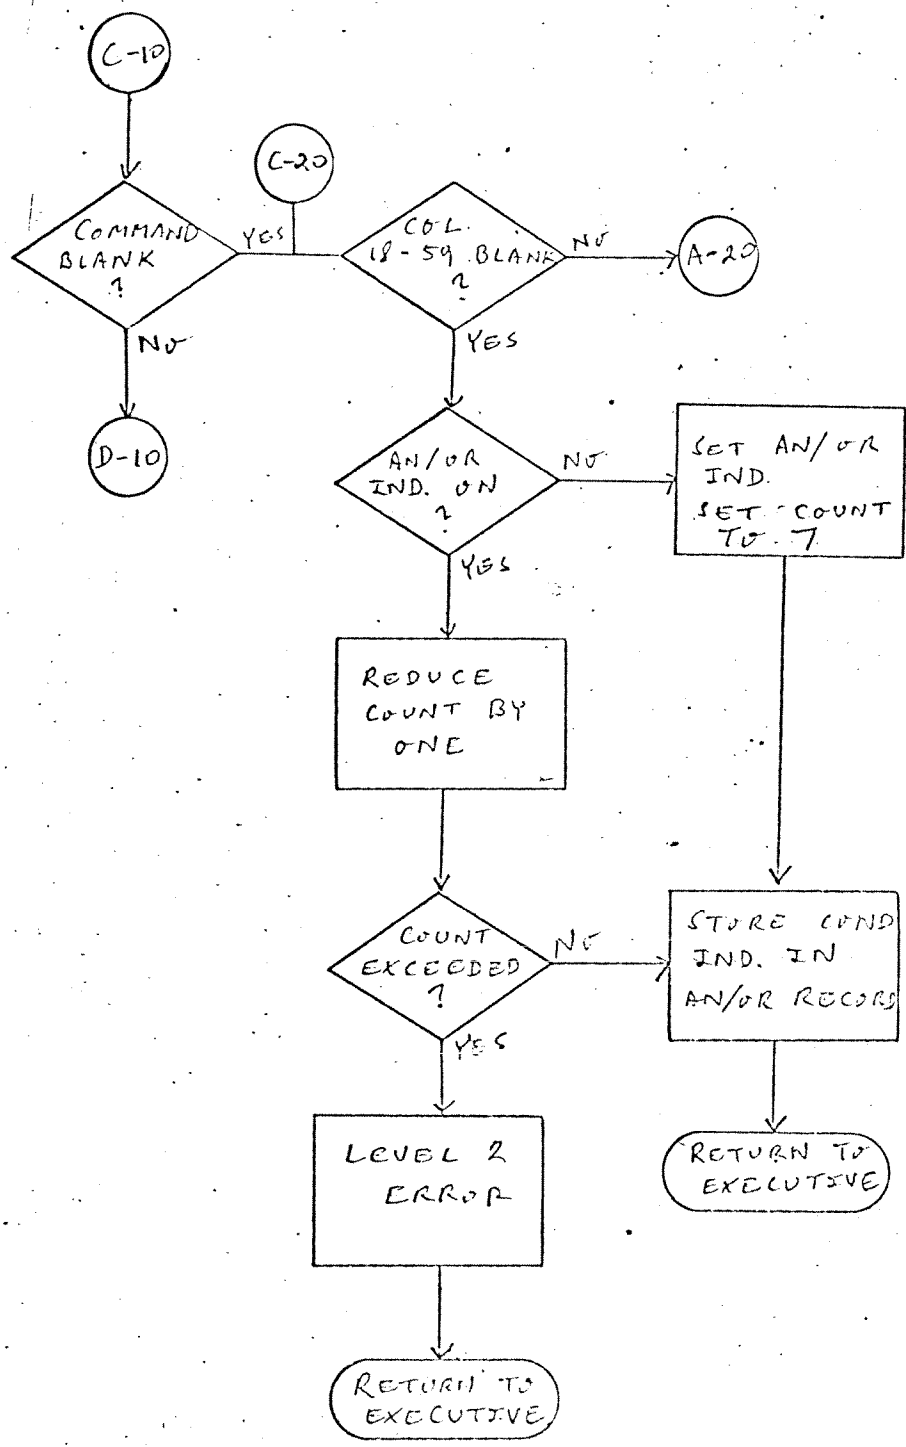 C-10
C-20
COMMAND
BLANK
?
YES
COL.
18-59 BLANK
?
NO
A-20
NO
D-10
YES
AN/OR
IND. ON
?
NO
SET AN/OR
IND.
SET COUNT
TO 7
YES
REDUCE
COUNT BY
ONE
COUNT
EXCEEDED
?
NO
STORE COND
IND. IN
AN/OR RECORD
YES
LEVEL 2
ERROR
RETURN TO
EXECUTIVE
RETURN TO
EXECUTIVE